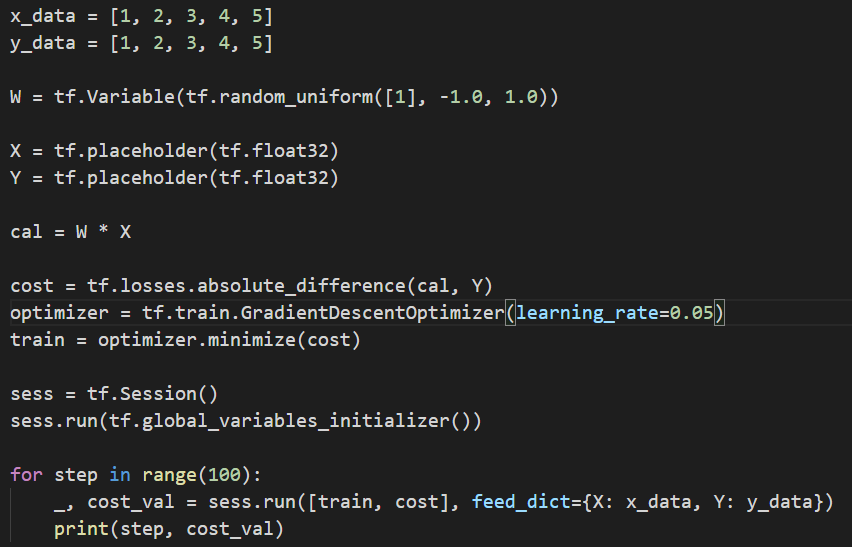 x_data = [1, 2, 3, 4, 5]
y_data = [1, 2, 3, 4, 5]
W = tf.Variable(tf.random_uniform([1], -1.0, 1.0))
X = tf.placeholder(tf.float32)
Y = tf.placeholder(tf.float32)
cal = W * X
cost = tf.losses.absolute_difference(cal, Y)
optimizer = tf.train.GradientDescentOptimizer(learning_rate=0.05)
train = optimizer.minimize(cost)
sess = tf.Session()
sess.run(tf.global_variables_initializer())
for step in range(100):
    _, cost_val = sess.run([train, cost], feed_dict={X: x_data, Y: y_data})
    print(step, cost_val)